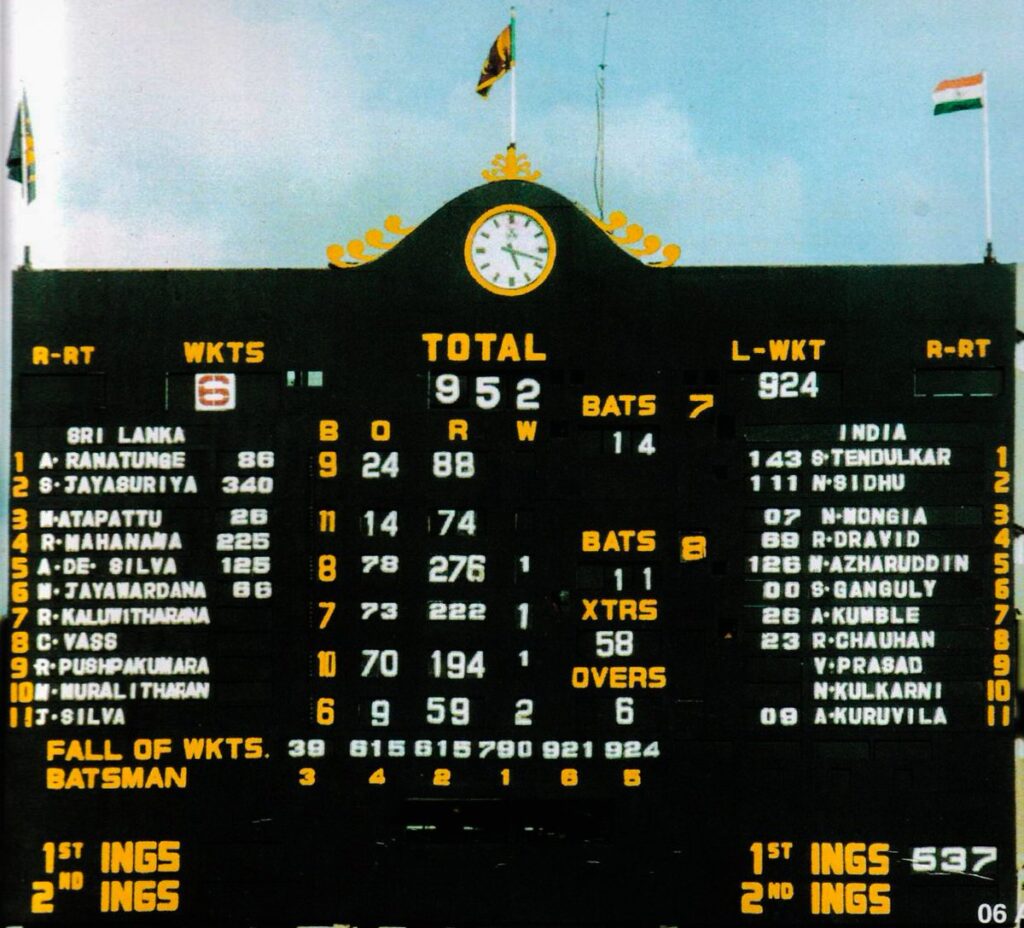 R-RT WKTS TOTAL L-WKT R-RT
6 952 924
BATS 7
14
SRI LANKA B O R W INDIA
1 A·RANATUNGE 86 9 24 88 143 S·TENDULKAR 1
2 S·JAYASURIYA 340 111 N·SIDHU 2
3 M·ATAPATTU 26 11 14 74 07 N·MONGIA 3
4 R·MAHANAMA 225 BATS 8 69 R·DRAVID 4
5 A·DE·SILVA 125 8 78 276 1 11 126 M·AZHARUDDIN 5
6 M·JAYAWARDANA 66 00 S·GANGULY 6
7 R·KALUWITHARANA 7 73 222 1 XTRS 26 A·KUMBLE 7
8 C·VASS 58 23 R·CHAUHAN 8
9 R·PUSHPAKUMARA 10 70 194 1 OVERS V·PRASAD 9
10 M·MURALITHARAN N·KULKARNI 10
11 J·SILVA 6 9 59 2 6 09 A·KURUVILA 11
FALL OF WKTS. 39 615 615 790 921 924
BATSMAN 3 4 2 1 6 5
1ST INGS 1ST INGS 537
2ND INGS 2ND INGS
06